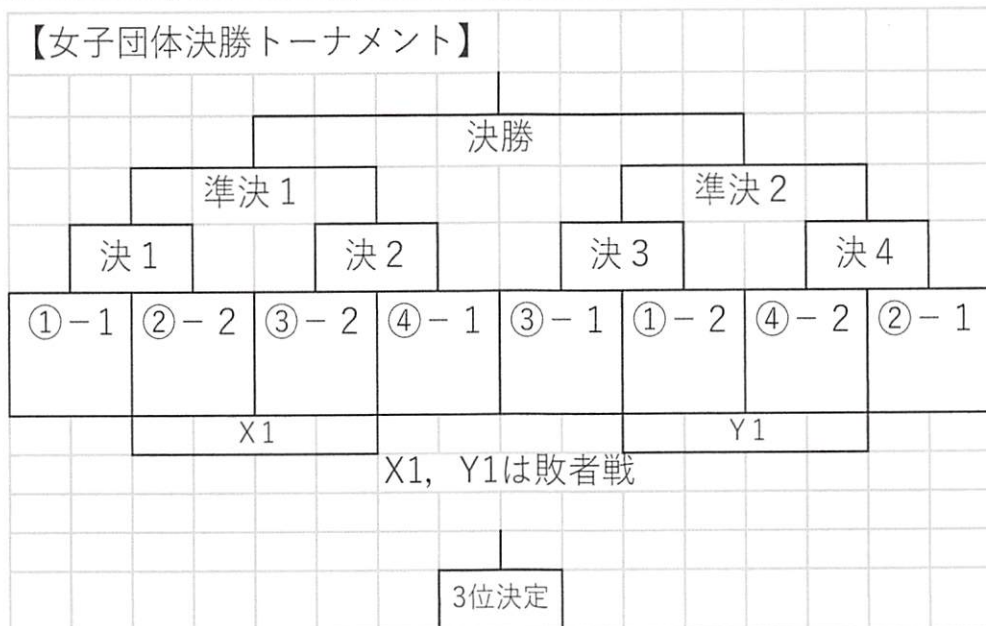 【女子団体決勝トーナメント】
決勝
準決1 準決2
決1 決2 決3 決4
①－1 ②－2 ③－2 ④－1 ③－1 ①－2 ④－2 ②－1
X1 Y1
X1, Y1は敗者戦
3位決定